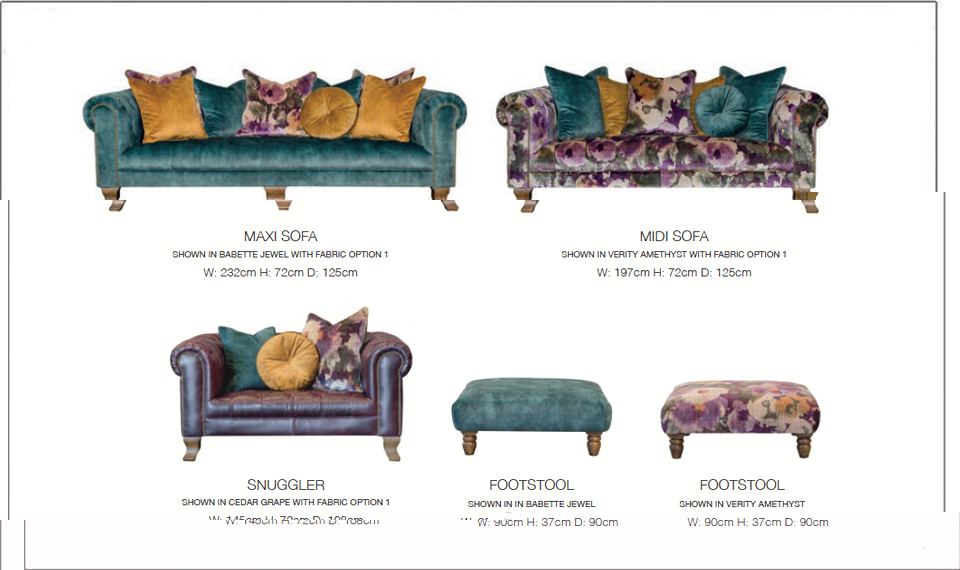 MAXI SOFA
SHOWN IN BABETTE JEWEL WITH FABRIC OPTION 1
W: 232cm H: 72cm D: 125cm
MIDI SOFA
SHOWN IN VERITY AMETHYST WITH FABRIC OPTION 1
W: 197cm H: 72cm D: 125cm
SNUGGLER
SHOWN IN CEDAR GRAPE WITH FABRIC OPTION 1
FOOTSTOOL
SHOWN IN IN BABETTE JEWEL
W: 90cm H: 37cm D: 90cm
FOOTSTOOL
SHOWN IN VERITY AMETHYST
W: 90cm H: 37cm D: 90cm